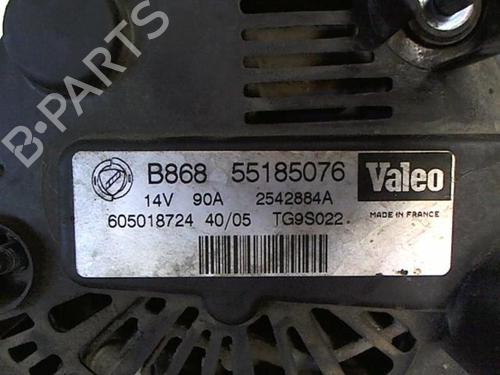 B-PARTS
B868 55185076 Valeo
14V 90A 2542884A MADE IN FRANCE
605018724 40/05 TG9S022